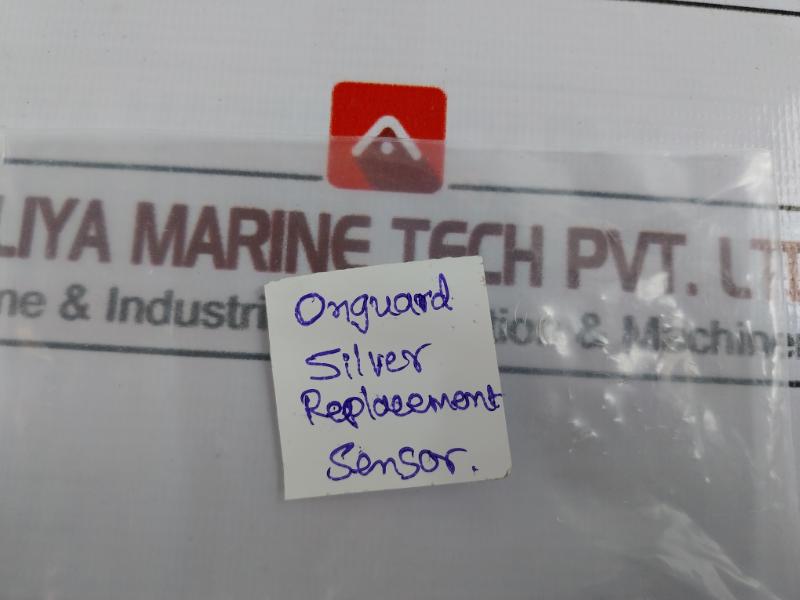 LIYA MARINE TECH PVT. LT
ne & Industri tion & Machine
Onguard
Silver
Replacement
Sensor.